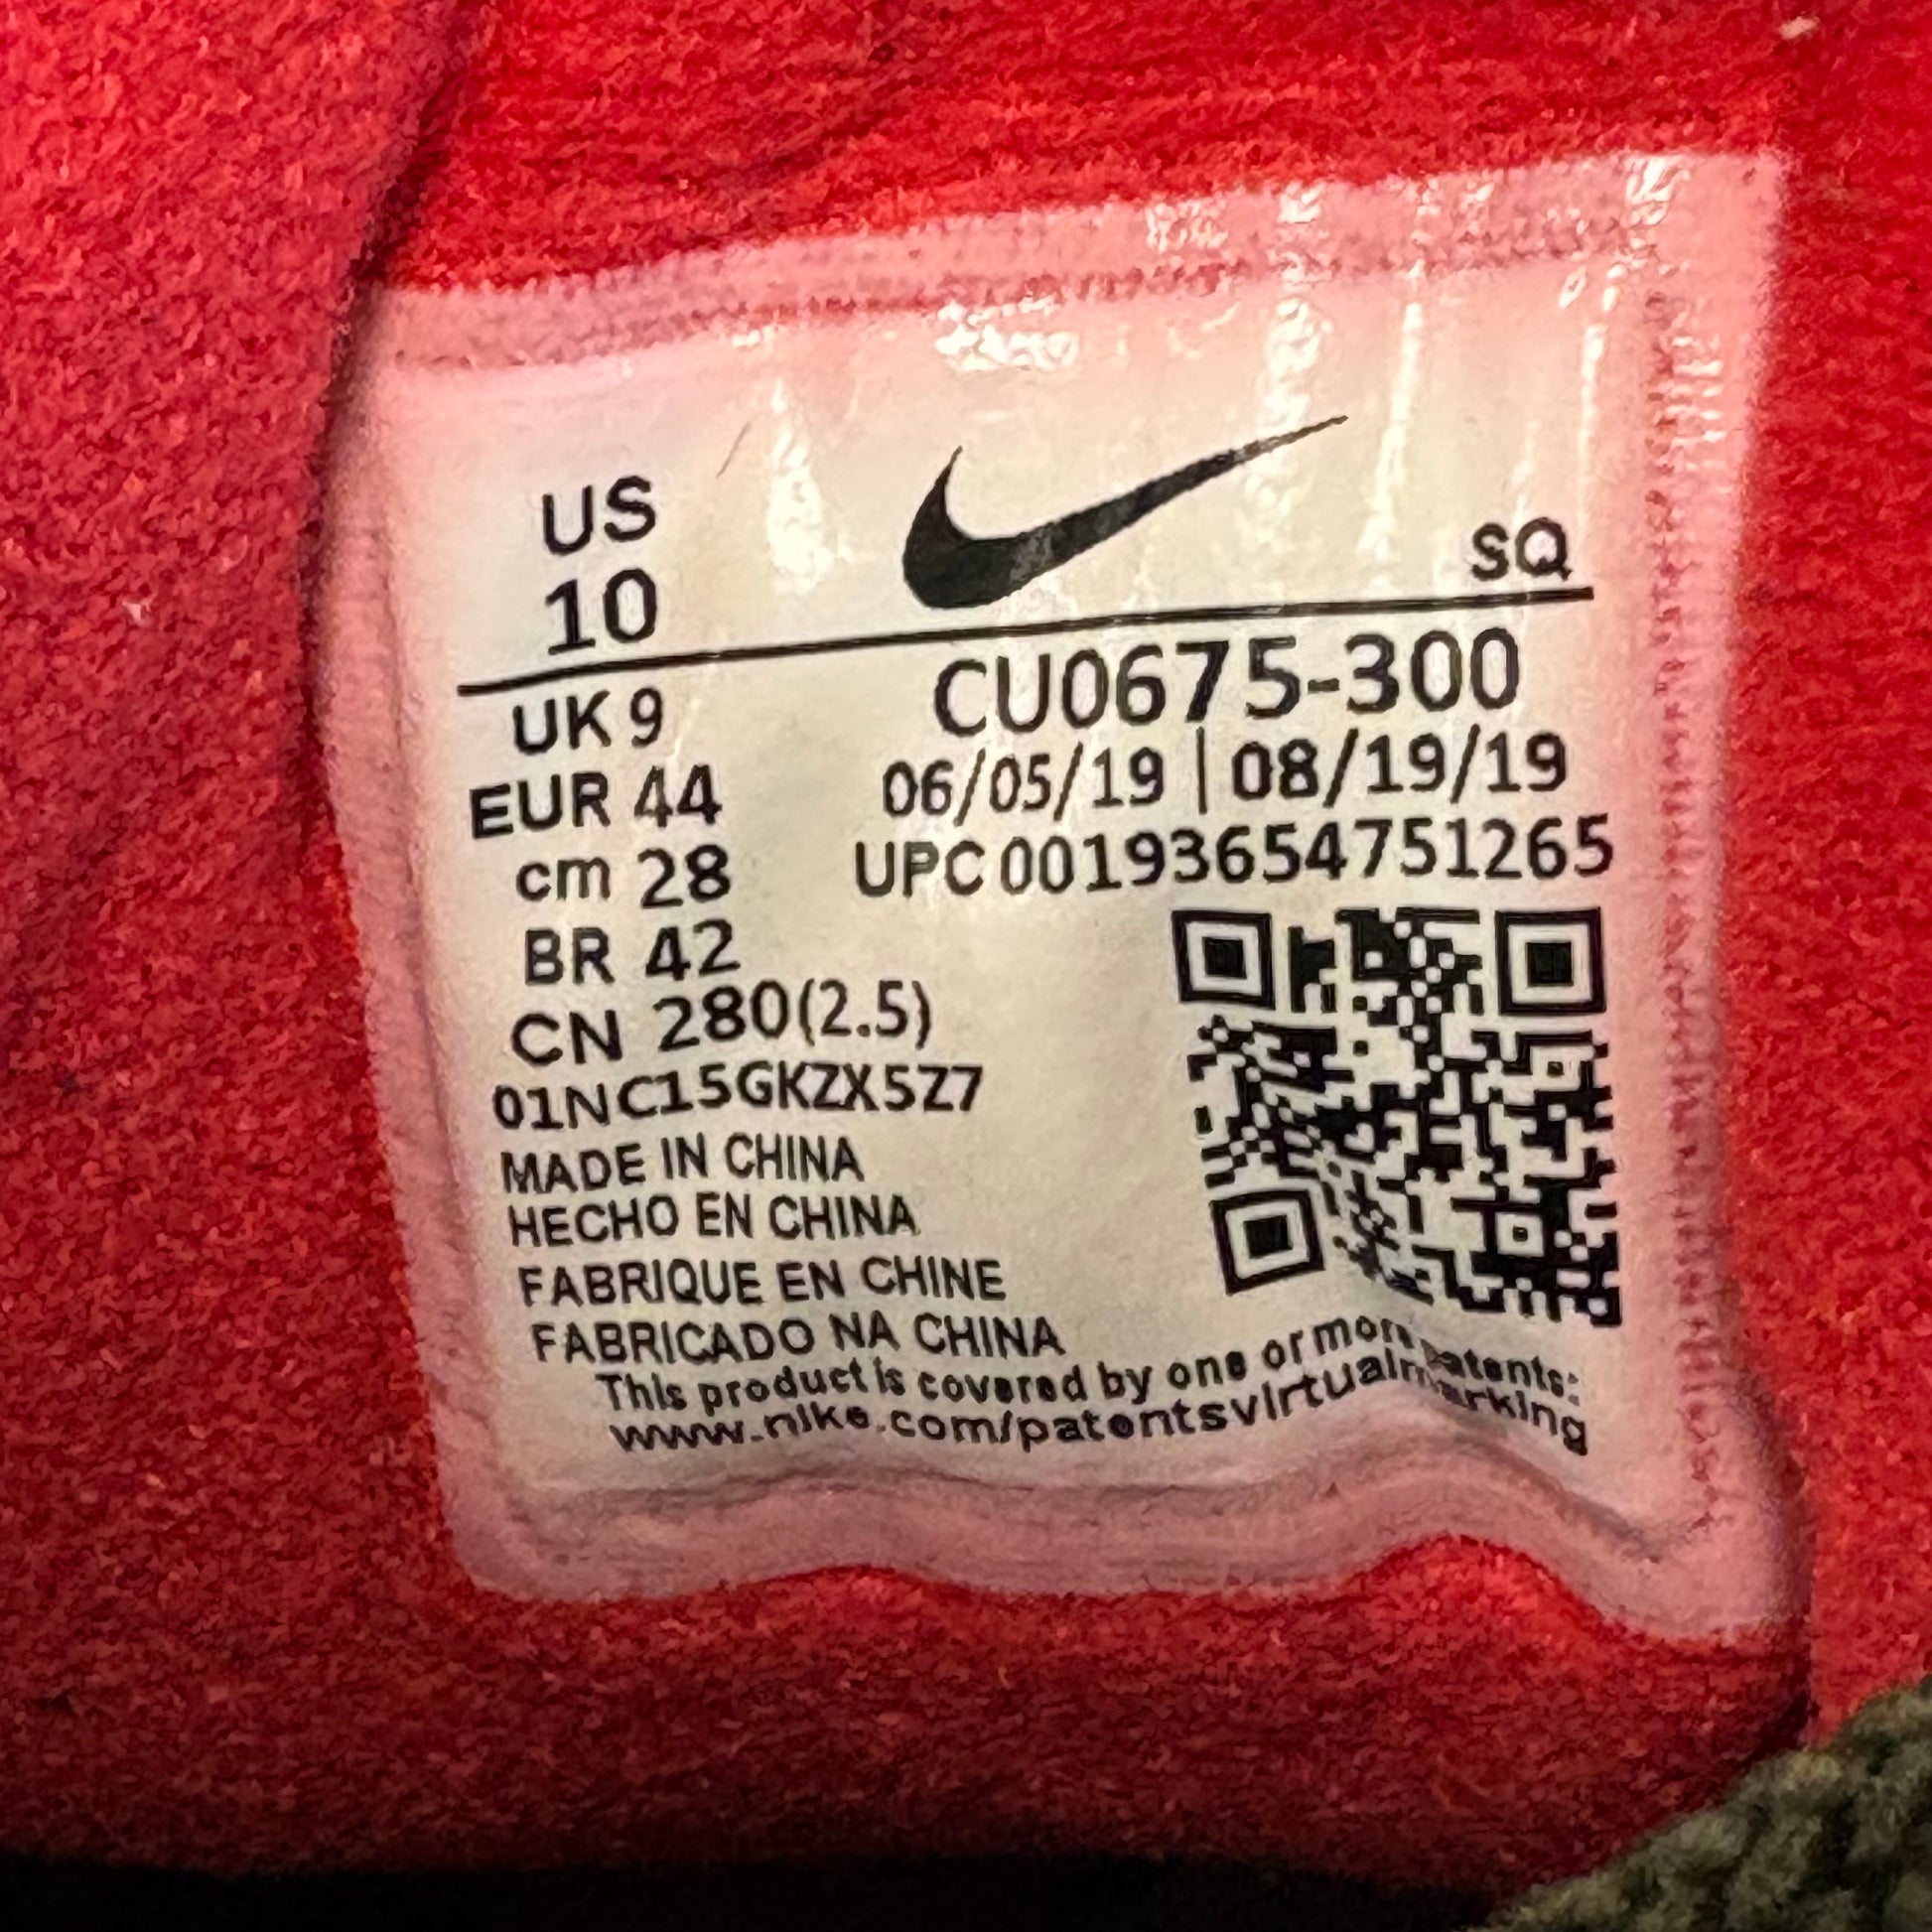 US
10
SQ
UK 9
CU0675-300
EUR 44
06/05/19 | 08/19/19
cm 28
UPC 00193654751265
BR 42
CN 280(2.5)
01NC15GKZX5Z7
MADE IN CHINA
HECHO EN CHINA
FABRIQUE EN CHINE
FABRICADO NA CHINA
This product is covered by one or more patents:
www.nike.com/patentsvirtualmarking